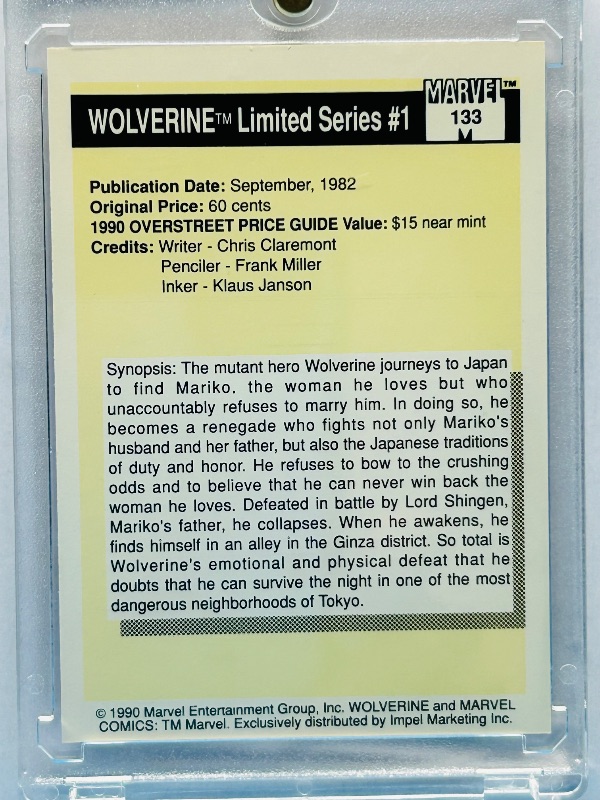 MARVEL™
WOLVERINE™ Limited Series #1
133
Publication Date: September, 1982
Original Price: 60 cents
1990 OVERSTREET PRICE GUIDE Value: $15 near mint
Credits: Writer - Chris Claremont
Penciler - Frank Miller
Inker - Klaus Janson
Synopsis: The mutant hero Wolverine journeys to Japan
to find Mariko, the woman he loves but who
unaccountably refuses to marry him. In doing so, he
becomes a renegade who fights not only Mariko's
husband and her father, but also the Japanese traditions
of duty and honor. He refuses to bow to the crushing
odds and to believe that he can never win back the
woman he loves. Defeated in battle by Lord Shingen,
Mariko's father, he collapses. When he awakens, he
finds himself in an alley in the Ginza district. So total is
Wolverine's emotional and physical defeat that he
doubts that he can survive the night in one of the most
dangerous neighborhoods of Tokyo.
© 1990 Marvel Entertainment Group, Inc. WOLVERINE and MARVEL
COMICS: TM Marvel. Exclusively distributed by Impel Marketing Inc.